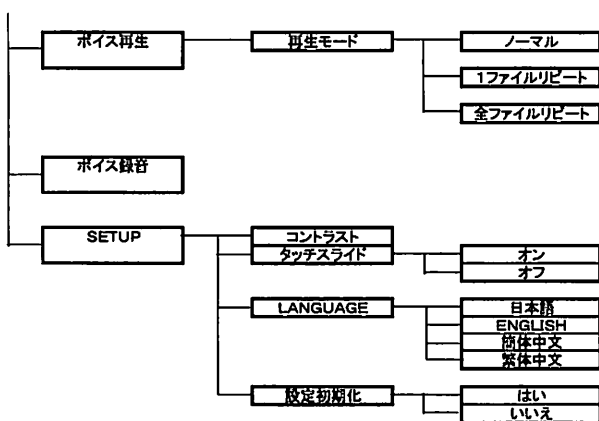 ボイス再生
再生モード
ノーマル
1ファイルリピート
全ファイルリピート
ボイス録音
SETUP
コントラスト
タッチスライド
オン
オフ
LANGUAGE
日本語
ENGLISH
簡体中文
繁体中文
設定初期化
はい
いいえ